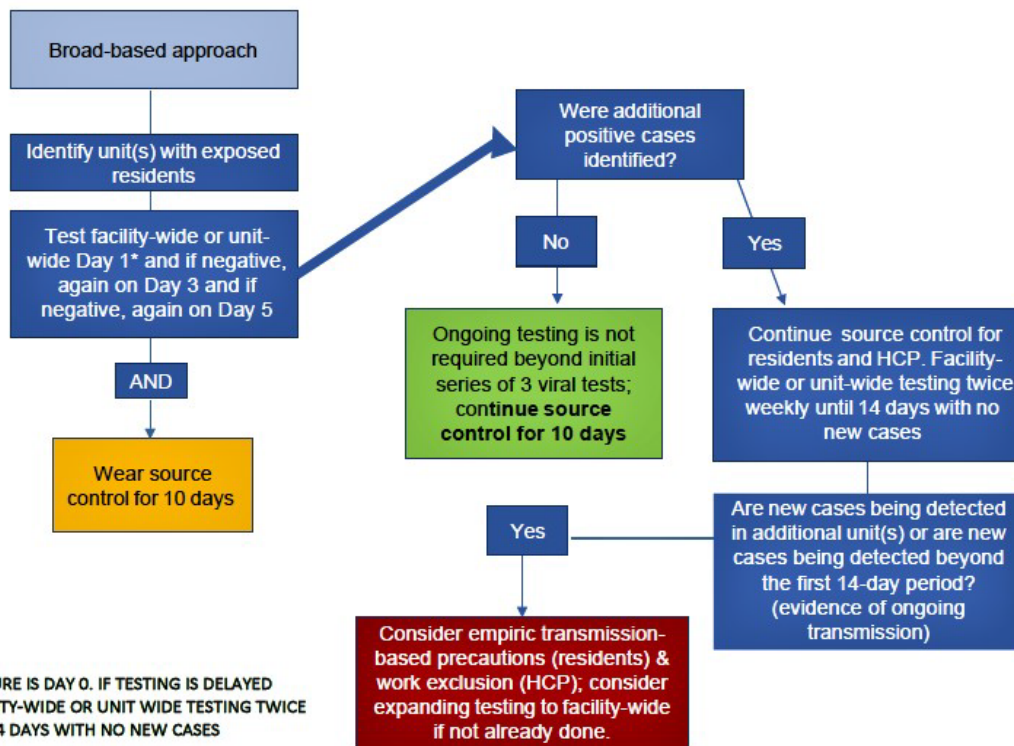 Broad-based approach
Identify unit(s) with exposed
residents
Test facility-wide or unit-
wide Day 1* and if negative,
again on Day 3 and if
negative, again on Day 5
AND
Wear source
control for 10 days
Were additional
positive cases
identified?
No
Yes
Ongoing testing is not
required beyond initial
series of 3 viral tests;
continue source
control for 10 days
Continue source control for
residents and HCP. Facility-
wide or unit-wide testing twice
weekly until 14 days with no
new cases
Are new cases being detected
in additional unit(s) or are new
cases being detected beyond
the first 14-day period?
(evidence of ongoing
transmission)
Yes
Consider empiric transmission-
based precautions (residents) &
work exclusion (HCP); consider
expanding testing to facility-wide
if not already done.
URE IS DAY 0. IF TESTING IS DELAYED
TY-WIDE OR UNIT WIDE TESTING TWICE
4 DAYS WITH NO NEW CASES